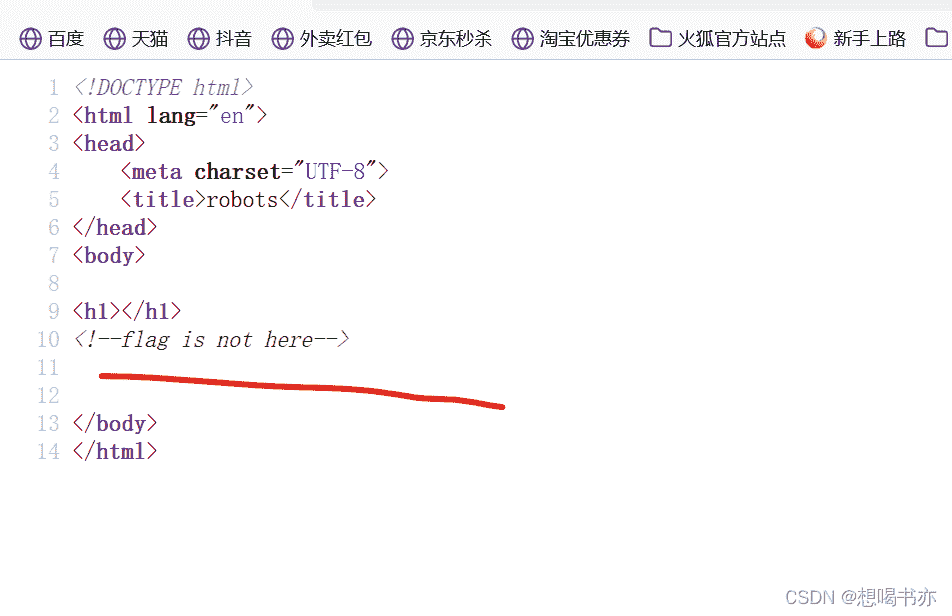 百度 天猫 抖音 外卖红包 京东秒杀 淘宝优惠券 火狐官方站点 新手上路
1 <!DOCTYPE html>
2 <html lang="en">
3 <head>
4     <meta charset="UTF-8">
5     <title>robots</title>
6 </head>
7 <body>
8
9 <h1></h1>
10 <!--flag is not here-->
11
12
13 </body>
14 </html>
CSDN @想喝书亦